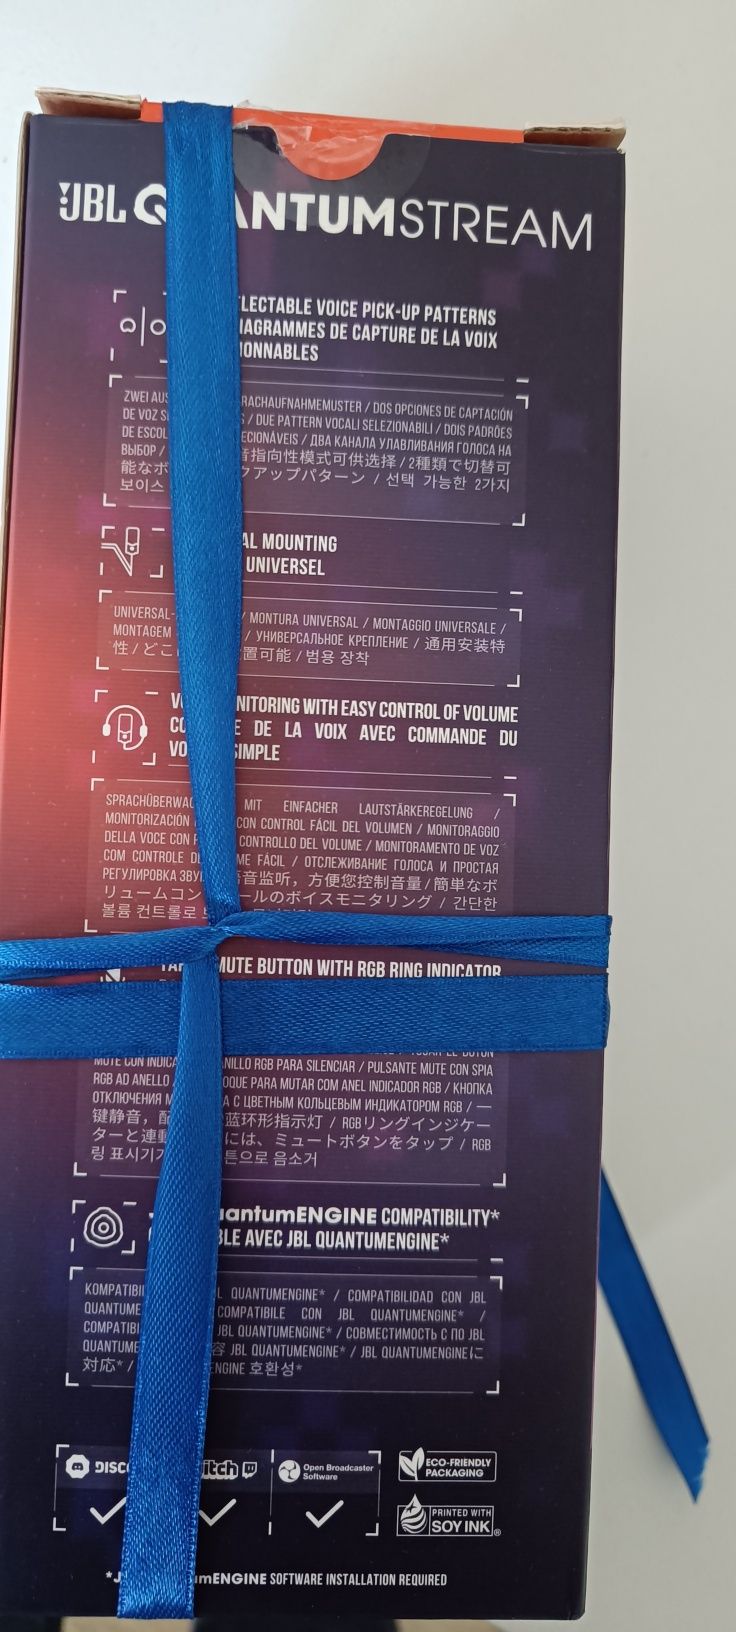 JBL QUANTUMSTREAM
LECTABLE VOICE PICK-UP PATTERNS
IAGRAMMES DE CAPTURE DE LA VOIX
IONNABLES
ZWEI AUS RACHAUFNAHMEMUSTER / DOS OPCIONES DE CAPTACIÓN
DE VOZ S S / DUE PATTERN VOCALI SELEZIONABILI / DOIS PADRÕES
DE ESCOL ECIONÁVEIS / ДВА КАНАЛА УЛАВЛИВАНИЯ ГОЛОСА НА
ВЫБОР / 音指向性模式可供选择 / 2種類で切替可
能なボ クアップパターン / 선택 가능한 2가지
보이스
AL MOUNTING
UNIVERSEL
UNIVERSAL- / MONTURA UNIVERSAL / MONTAGGIO UNIVERSALE /
MONTAGEM / УНИВЕРСАЛЬНОЕ КРЕПЛЕНИЕ / 通用安装特
性 / どこ 置可能 / 범용 장착
V NITORING WITH EASY CONTROL OF VOLUME
CO E DE LA VOIX AVEC COMMANDE DU
VO SIMPLE
SPRACHÜBERWAC MIT EINFACHER LAUTSTÄRKEREGELUNG /
MONITORIZACIÓN CON CONTROL FÁCIL DEL VOLUMEN / MONITORAGGIO
DELLA VOCE CON F CONTROLLO DEL VOLUME / MONITORAMENTO DE VOZ
COM CONTROLE DE ME FÁCIL / ОТСЛЕЖИВАНИЕ ГОЛОСА И ПРОСТАЯ
РЕГУЛИРОВКА ЗВУ 语音监听，方便您控制音量 / 簡単なボ
リュームコン ールのボイスモニタリング / 간단한
볼륨 컨트롤로
TAP MUTE BUTTON WITH RGB RING INDICATOR
MUTE CON INDICA ANILLO RGB PARA SILENCIAR / PULSANTE MUTE CON SPIA
RGB AD ANELLO / OQUE PARA MUTAR COM ANEL INDICADOR RGB / КНОПКА
ОТКЛЮЧЕНИЯ М А С ЦВЕТНЫМ КОЛЬЦЕВЫМ ИНДИКАТОРОМ RGB / 一
键静音，配 蓝环形指示灯 / RGBリングインジケー
ターと連動 には、ミュートボタンをタップ / RGB
링 표시기가 튼으로 음소거
uantumENGINE COMPATIBILITY*
BLE AVEC JBL QUANTUMENGINE*
KOMPATIBI L QUANTUMENGINE* / COMPATIBILIDAD CON JBL
QUANTUME COMPATIBILE CON JBL QUANTUMENGINE* /
COMPATIBI JBL QUANTUMENGINE* / СОВМЕСТИМОСТЬ С ПО JBL
QUANTUME 容 JBL QUANTUMENGINE* / JBL QUANTUMENGINEに
対応* / ENGINE 호환성*
DISCO itch Open Broadcaster Software
ECO-FRIENDLY PACKAGING
PRINTED WITH SOY INK®
*J mENGINE SOFTWARE INSTALLATION REQUIRED